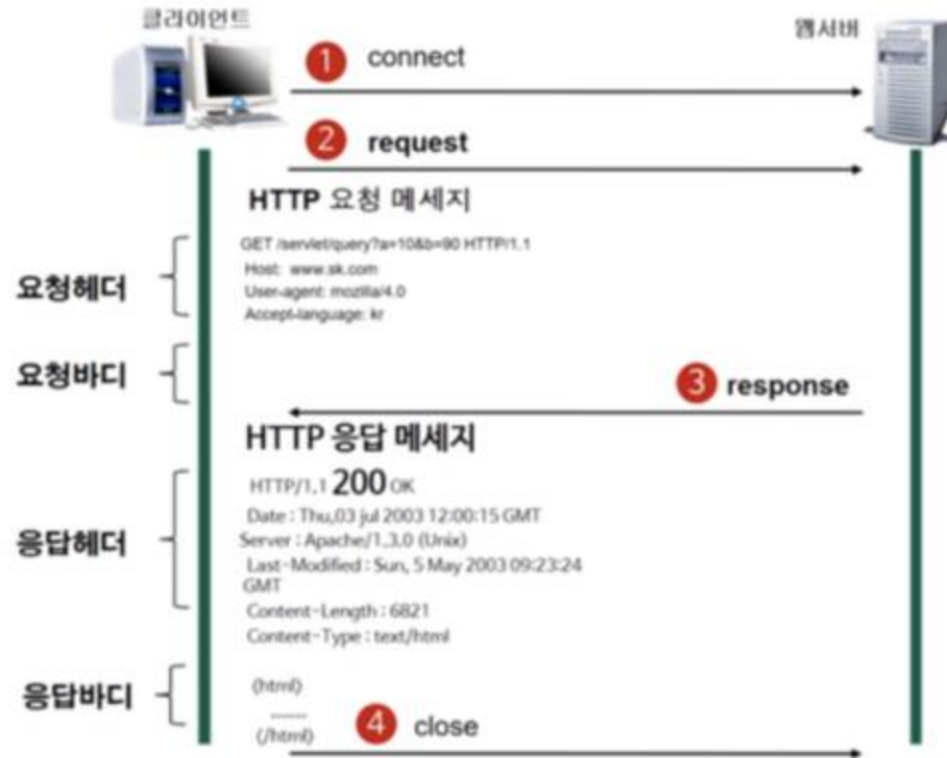 클라이언트
웹서버
1 connect
2 request
HTTP 요청 메세지
GET /servlet/query?a=10&b=90 HTTP/1.1
Host: www.sk.com
User-agent: mozilla/4.0
Accept-language: kr
요청헤더
요청바디
3 response
HTTP 응답 메세지
HTTP/1.1 200 OK
Date : Thu,03 jul 2003 12:00:15 GMT
Server : Apache/1.3.0 (Unix)
Last-Modified : Sun, 5 May 2003 09:23:24
GMT
Content-Length : 6821
Content-Type : text/html
응답헤더
응답바디
(html)
......
(/html)
4 close